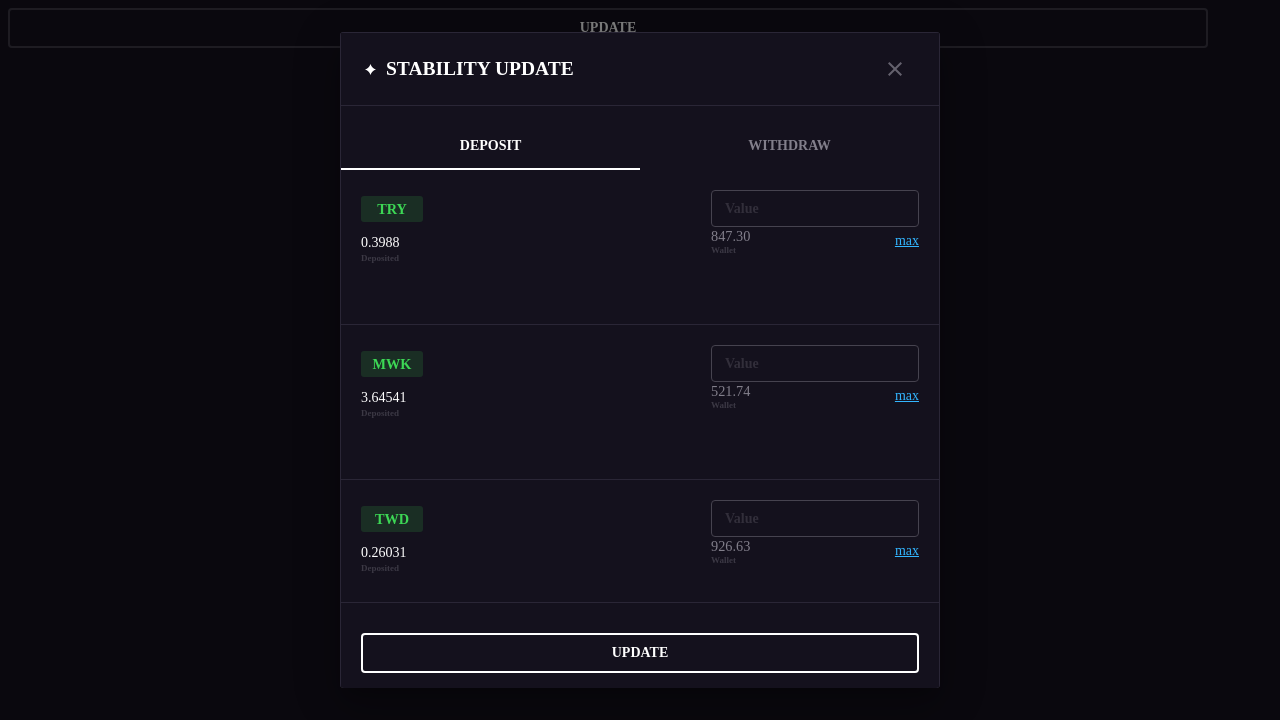 UPDATE
✦ STABILITY UPDATE
DEPOSIT
WITHDRAW
TRY
Value
0.3988
Deposited
847.30
Wallet
max
MWK
Value
3.64541
Deposited
521.74
Wallet
max
TWD
Value
0.26031
Deposited
926.63
Wallet
max
UPDATE